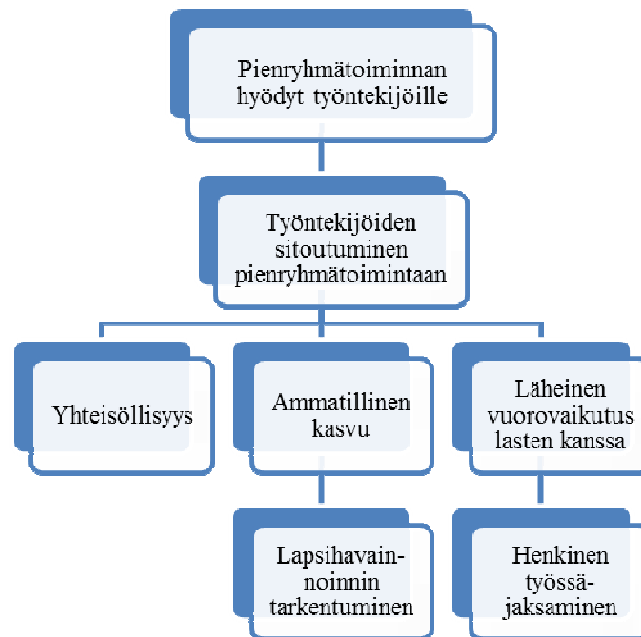 Pienryhmätoiminnan
hyödyt työntekijöille
Työntekijöiden
sitoutuminen
pienryhmätoimintaan
Yhteisöllisyys
Ammatillinen
kasvu
Läheinen
vuorovaikutus
lasten kanssa
Lapsihavain-
noinnin
tarkentuminen
Henkinen
työssä-
jaksaminen